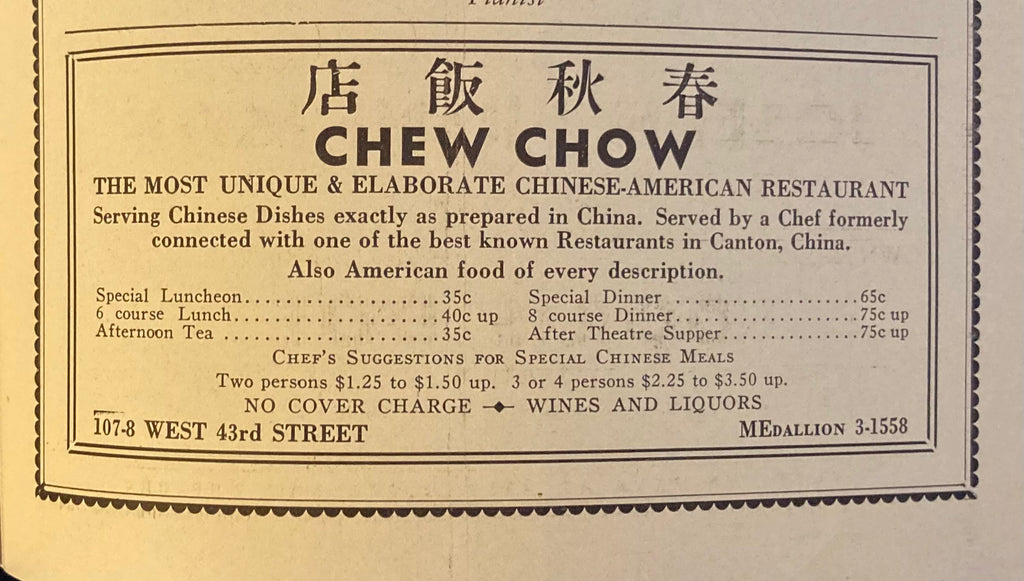 Pianist
店 飯 秋 春
CHEW CHOW
THE MOST UNIQUE & ELABORATE CHINESE-AMERICAN RESTAURANT
Serving Chinese Dishes exactly as prepared in China. Served by a Chef formerly
connected with one of the best known Restaurants in Canton, China.
Also American food of every description.
Special Luncheon...................35c
6 course Lunch....................40c up
Afternoon Tea ....................35c
Special Dinner ..................65c
8 course Dinner..................75c up
After Theatre Supper.............75c up
CHEF'S SUGGESTIONS FOR SPECIAL CHINESE MEALS
Two persons $1.25 to $1.50 up. 3 or 4 persons $2.25 to $3.50 up.
NO COVER CHARGE —◆— WINES AND LIQUORS
107-8 WEST 43rd STREET
MEDALLION 3-1558